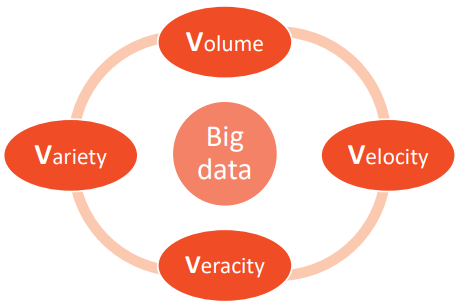 Volume
Variety
Big
data
Velocity
Veracity